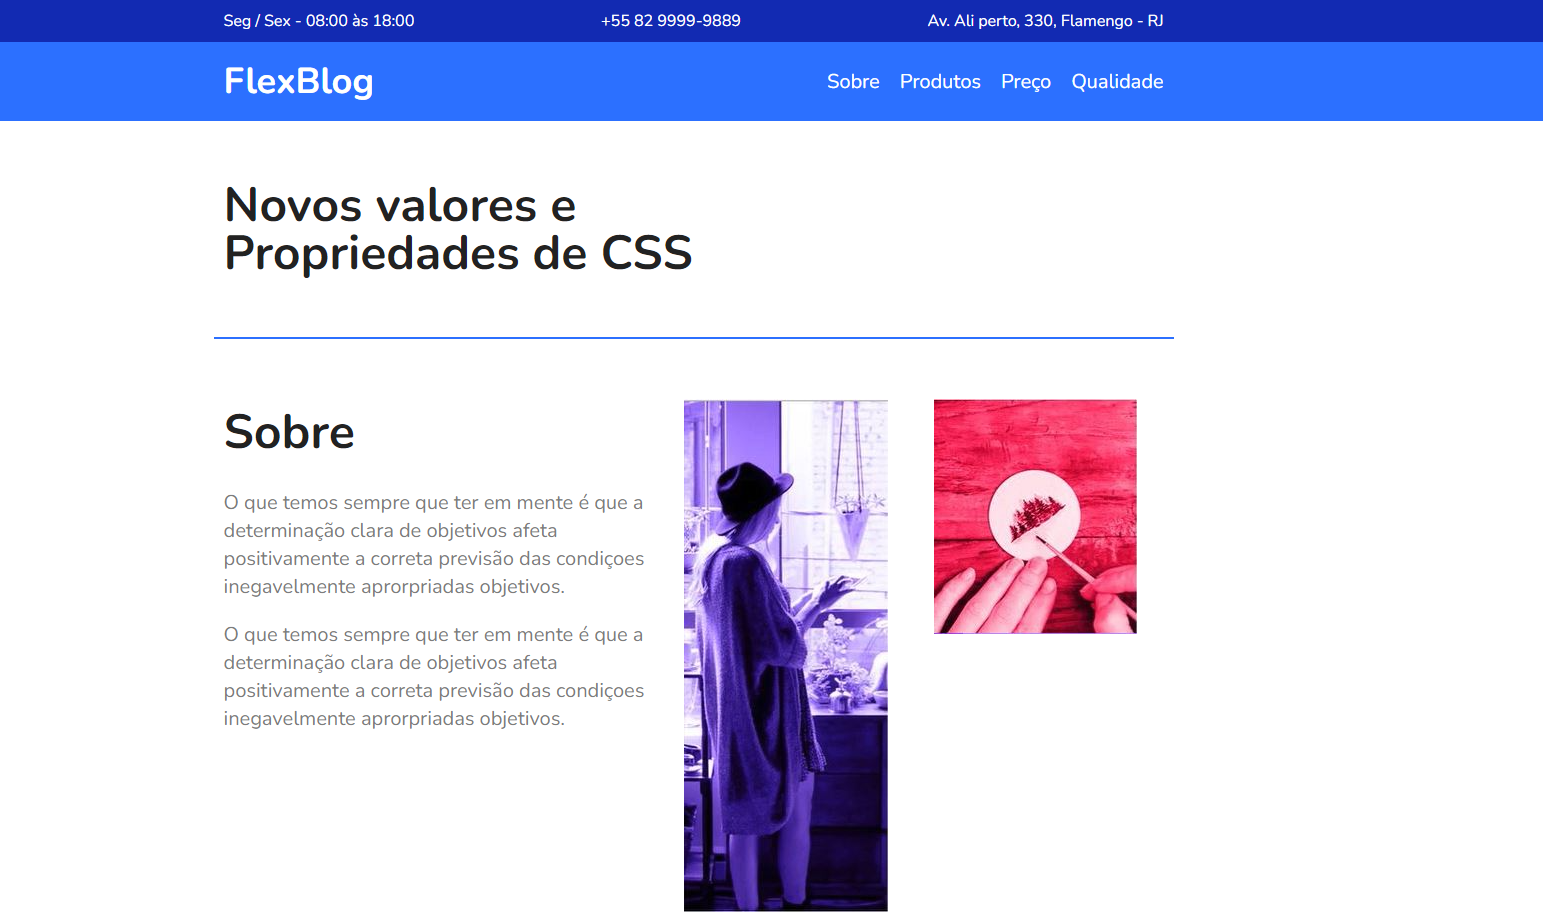 Seg / Sex - 08:00 às 18:00
+55 82 9999-9889
Av. Ali perto, 330, Flamengo - RJ
FlexBlog
Sobre Produtos Preço Qualidade
Novos valores e
Propriedades de CSS
Sobre
O que temos sempre que ter em mente é que a
determinação clara de objetivos afeta
positivamente a correta previsão das condiçoes
inegavelmente aprorpriadas objetivos.
O que temos sempre que ter em mente é que a
determinação clara de objetivos afeta
positivamente a correta previsão das condiçoes
inegavelmente aprorpriadas objetivos.